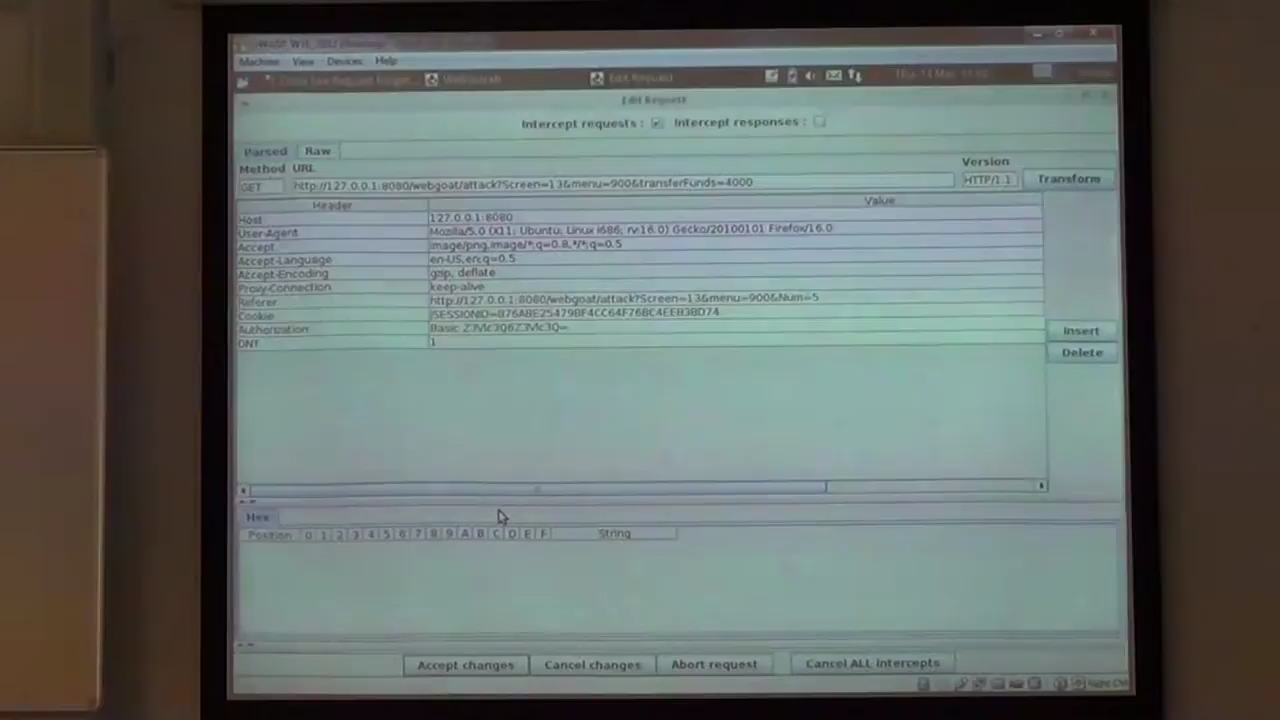 Machine View Devices Help
Edit Request
Edit Request
Intercept requests : Intercept responses :
Parsed Raw
Method URL Version
GET http://127.0.0.1:8080/webgoat/attack?Screen=13&menu=900&transferFunds=4000 HTTP/1.1 Transform
Header Value
Host 127.0.0.1:8080
User-Agent Mozilla/5.0 (X11; Ubuntu; Linux i686; rv:16.0) Gecko/20100101 Firefox/16.0
Accept image/png,image/*;q=0.8,*/*;q=0.5
Accept-Language en-US,en;q=0.5
Accept-Encoding gzip, deflate
Proxy-Connection keep-alive
Referer http://127.0.0.1:8080/webgoat/attack?Screen=13&menu=900&Num=5
Cookie
Authorization Basic Z3Vlc3Q6Z3Vlc3Q=
DNT 1
Insert
Delete
Hex
Position 0 1 2 3 4 5 6 7 8 9 A B C D E F String
Accept changes Cancel changes Abort request Cancel ALL intercepts